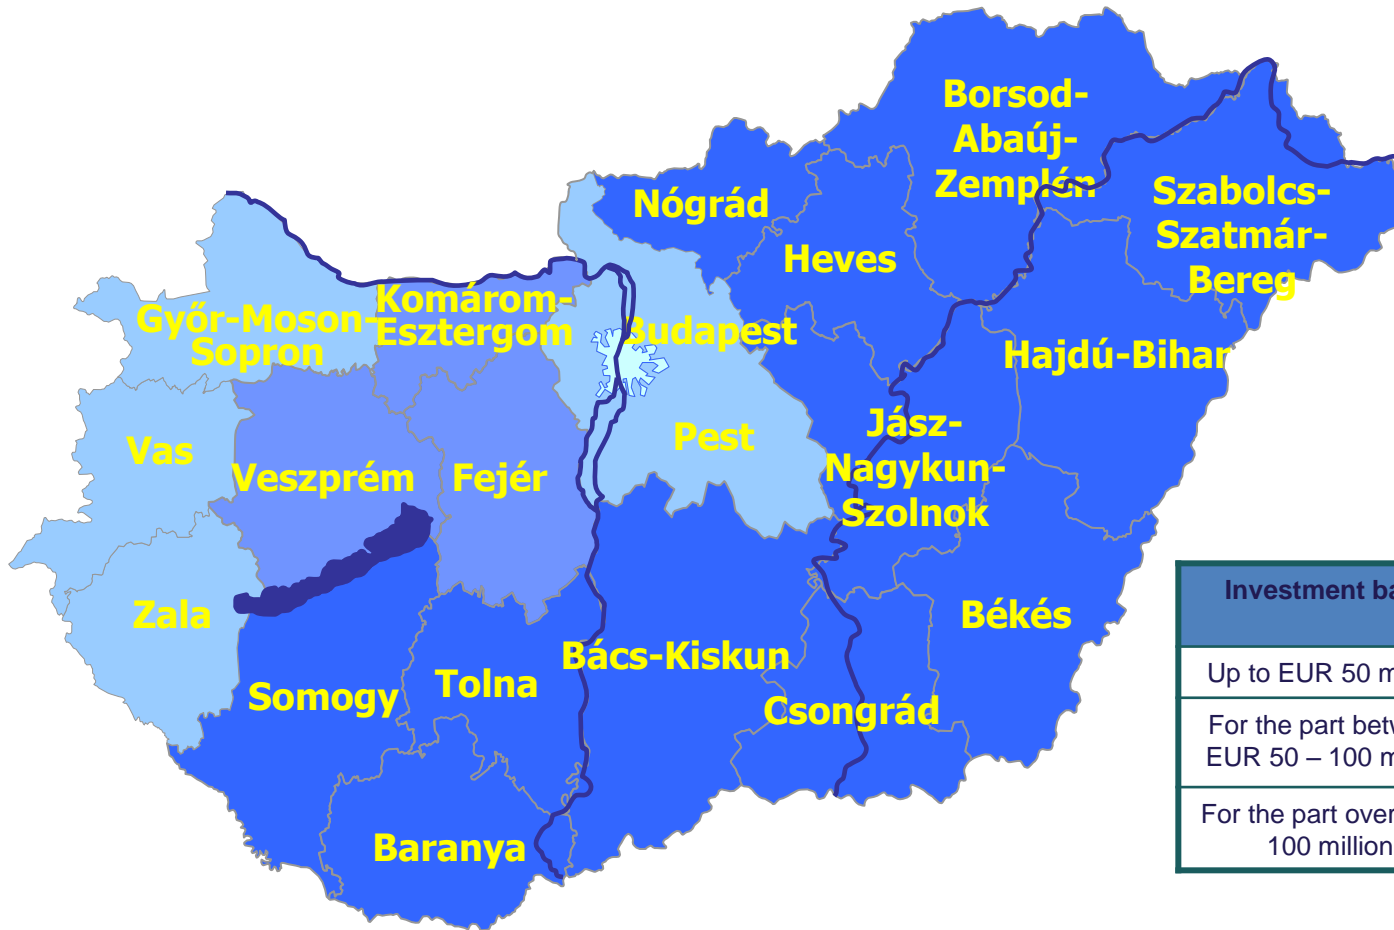 Borsod-
Abaúj-
Zemplén
Szabolcs-
Szatmár-
Bereg
Nógrád
Heves
Komárom-
Esztergom
Győr-Moson-
Sopron
Budapest
Hajdú-Bihar
Pest
Vas
Veszprém
Fejér
Jász-
Nagykun-
Szolnok
Zala
Békés
Bács-Kiskun
Tolna
Somogy
Csongrád
Baranya
Investment ba
Up to EUR 50 m
For the part betw
EUR 50 – 100 m
For the part over
100 million